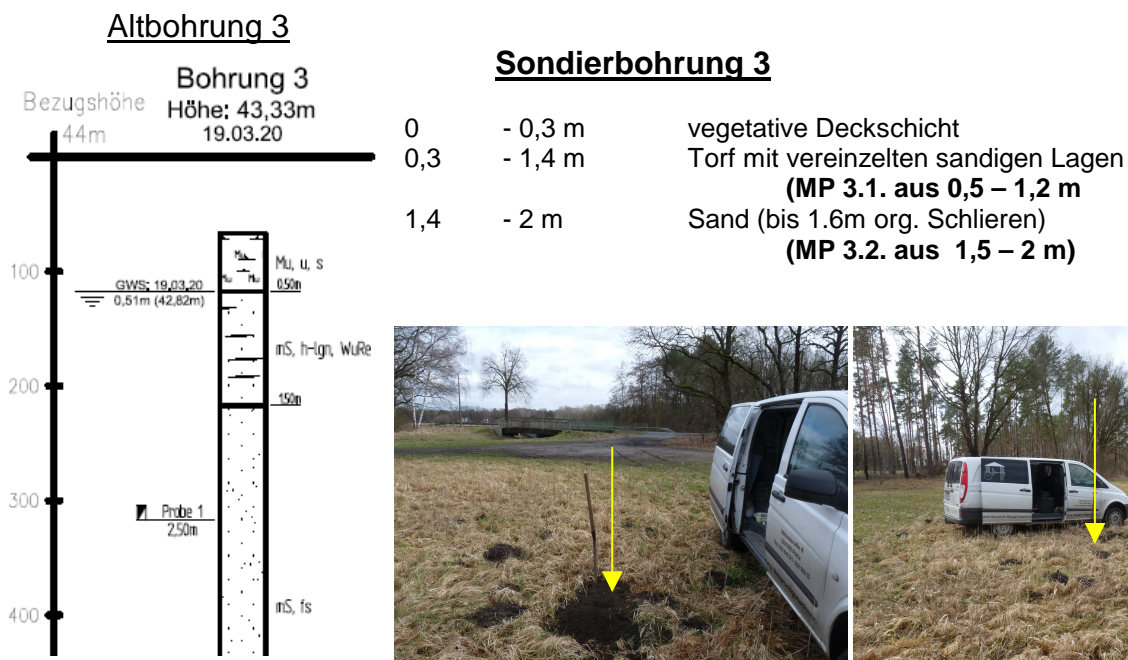 Altbohrung 3
Bohrung 3
Bezugshöhe
Höhe: 43,33m
44m
19.03.20
100
Mu
Mu Mu
Mu, u, s
0,50m
GWS: 19.03.20
0,51m (42,82m)
mS, h-lgn, WuRe
200
1,50m
300
Probe 1
2,50m
mS, fs
400
Sondierbohrung 3
0 - 0,3 m vegetative Deckschicht
0,3 - 1,4 m Torf mit vereinzelten sandigen Lagen
(MP 3.1. aus 0,5 – 1,2 m
1,4 - 2 m Sand (bis 1.6m org. Schlieren)
(MP 3.2. aus 1,5 – 2 m)